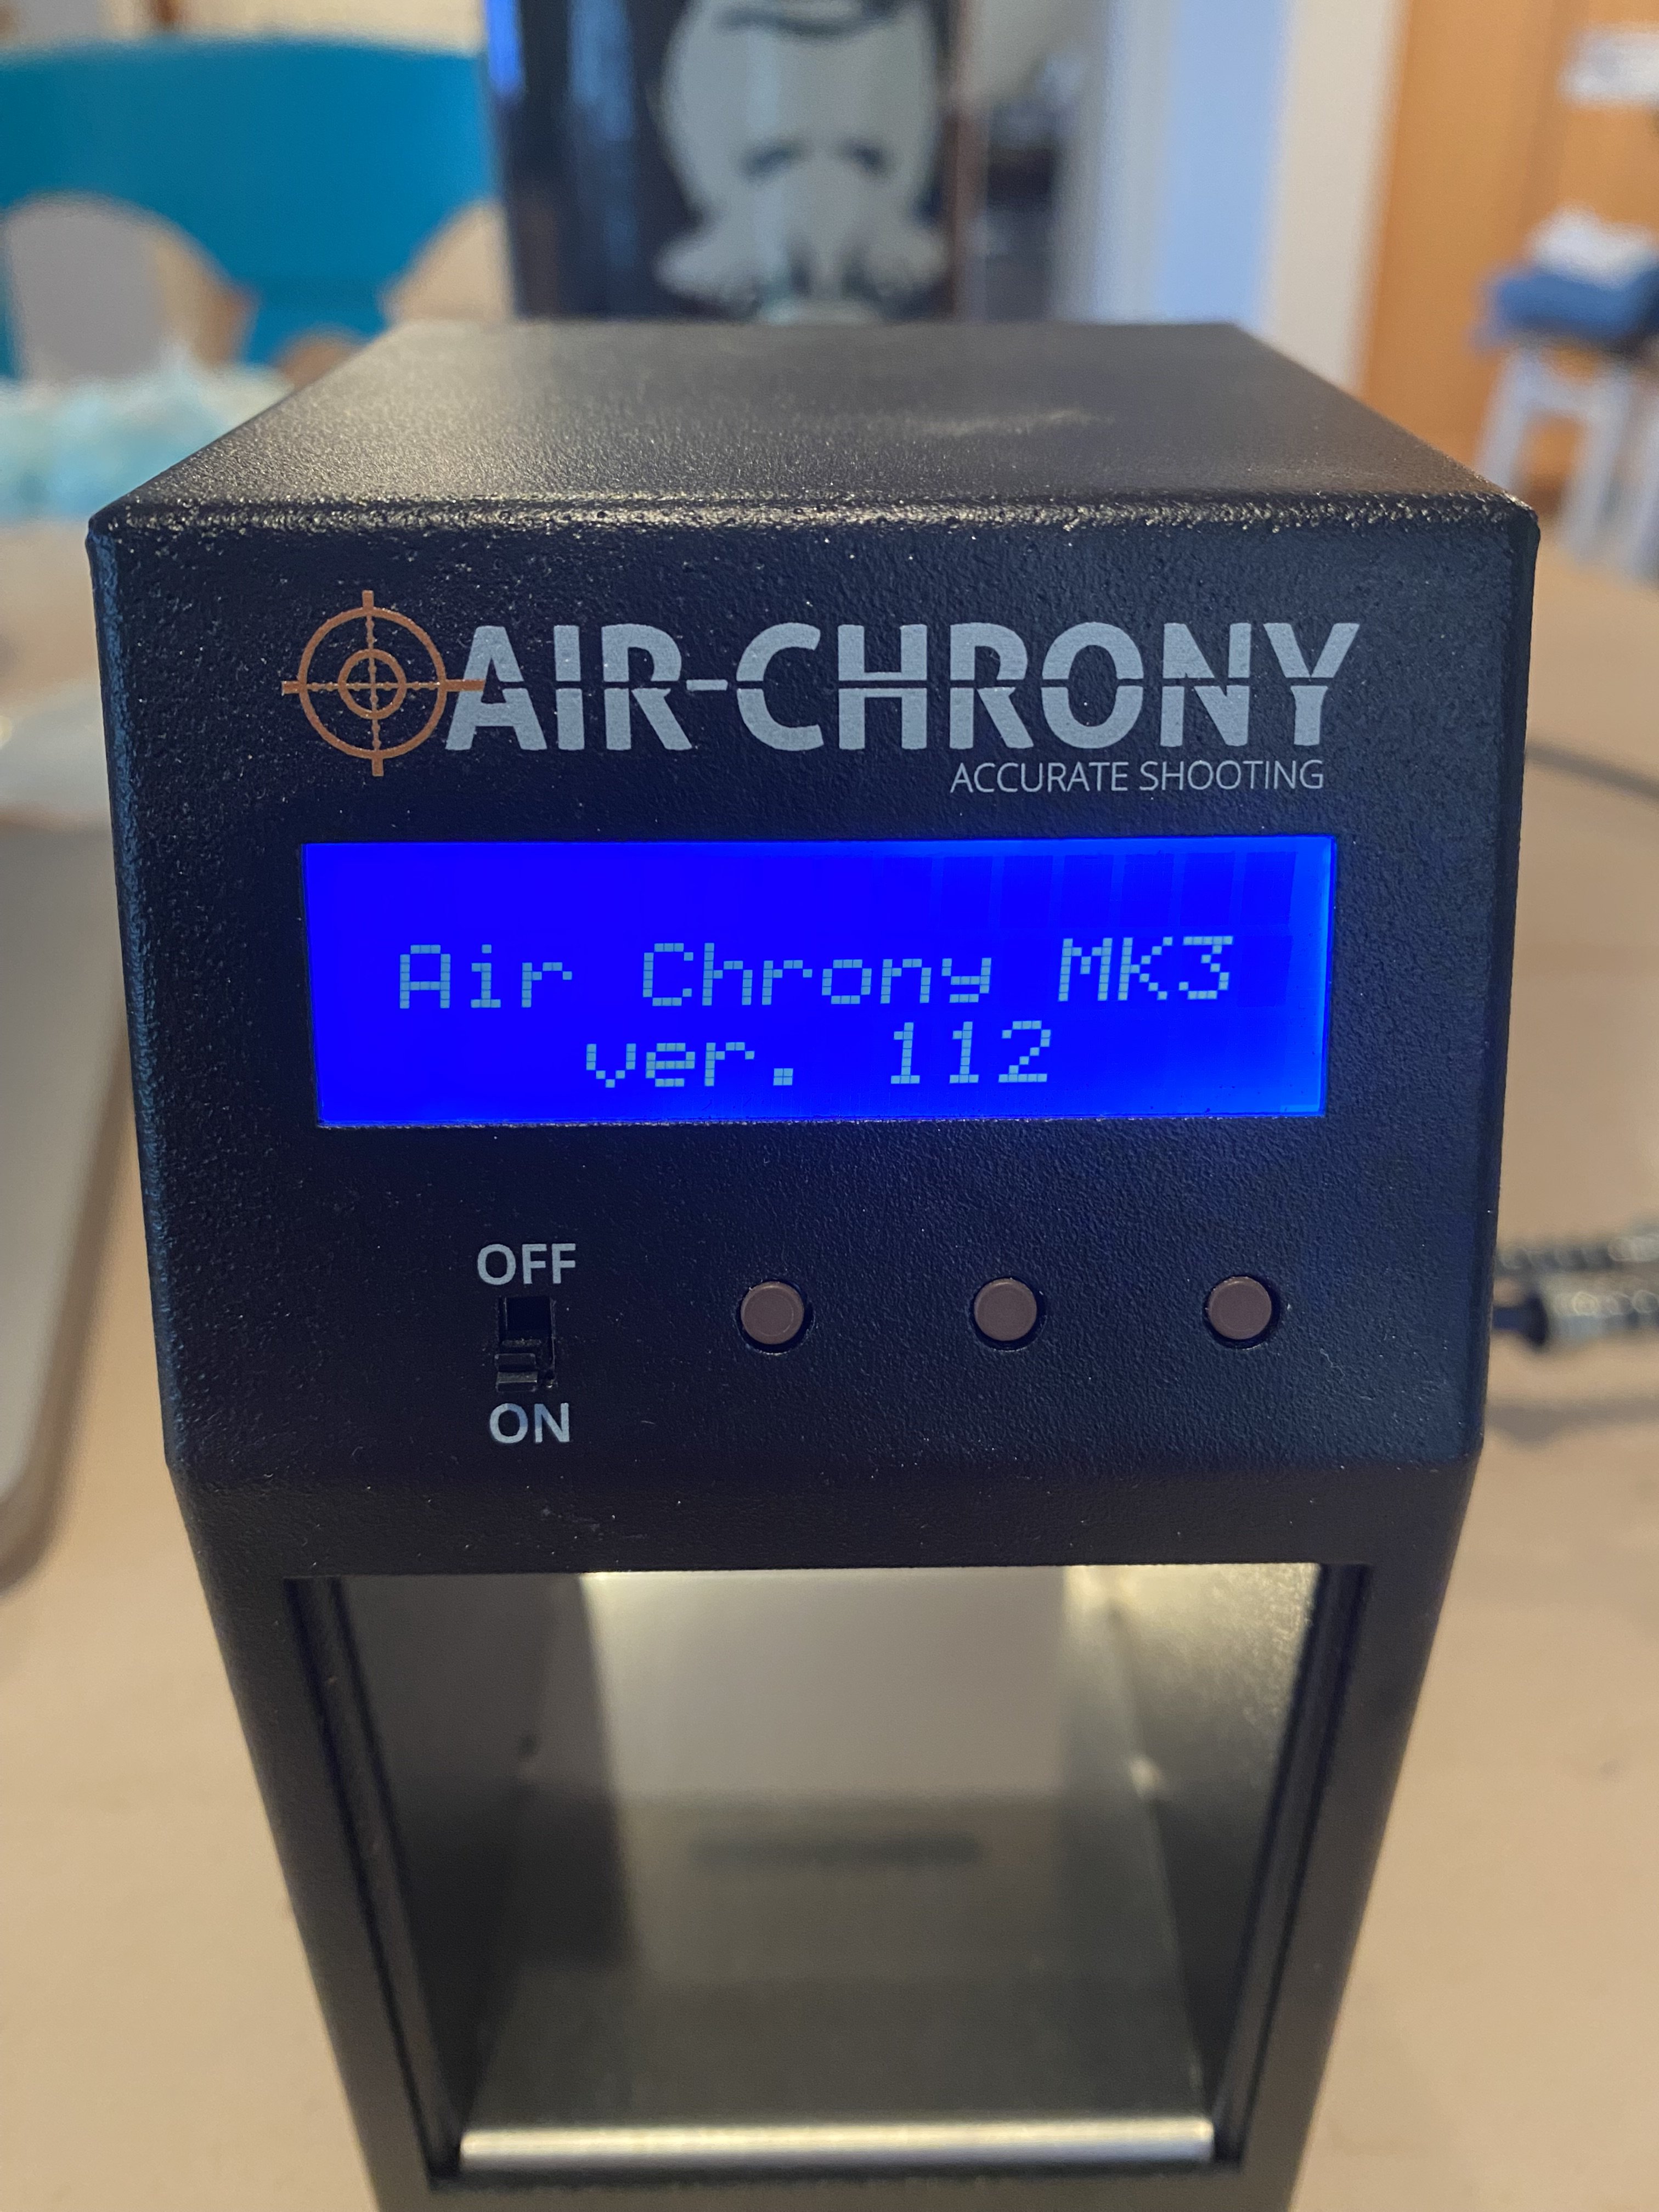 AIR-CHRONY
ACCURATE SHOOTING
Air Chrony MK3
ver. 112
OFF
ON